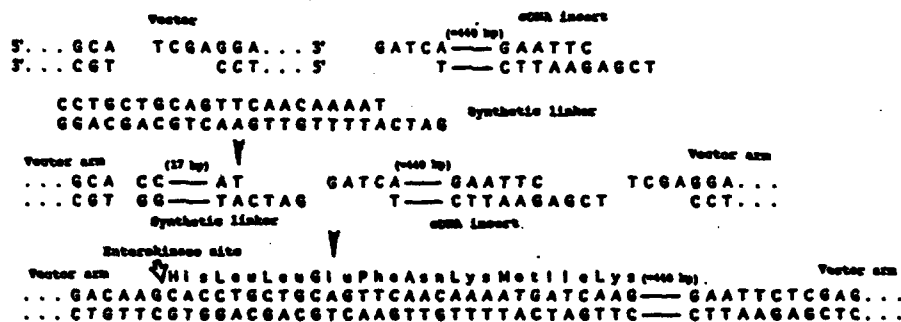 Vector cDNA insert
(≈440 bp)
5'...GCA TCGAGGA...3' GATCA——GAATTC
3'...CGT CCT...5' T——CTTAAGAGCT
CCTGCTGCAGTTCAACAAAAT
GGACGACGTCAAGTTGTTTTACTAG Synthetic linker
Vector arm (17 bp) (≈440 bp) Vector arm
...GCA CC——AT GATCA——GAATTC TCGAGGA...
...CGT GG——TACTAG T——CTTAAGAGCT CCT...
Synthetic linker cDNA insert
Enterokinase site
Vector arm HisLeuLeuGluPheAsnLysMetIleLys(≈440 bp) Vector arm
...GACAAGCACCTGCTGCAGTTCAACAAAATGATCAAG——GAATTCTCGAG...
...CTGTTCGTGGACGACGTCAAGTTGTTTTACTAGTTC——CTTAAGAGCTC...